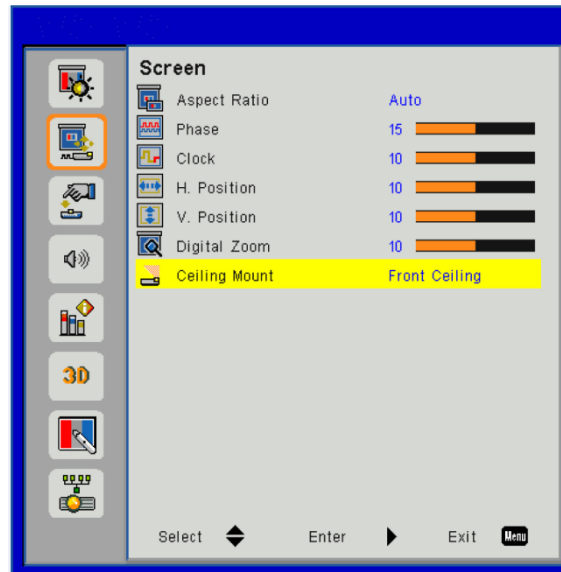 Screen
Aspect Ratio Auto
Phase 15
Clock 10
H. Position 10
V. Position 10
Digital Zoom 10
Ceiling Mount Front Ceiling
3D
Select Enter Exit Menu